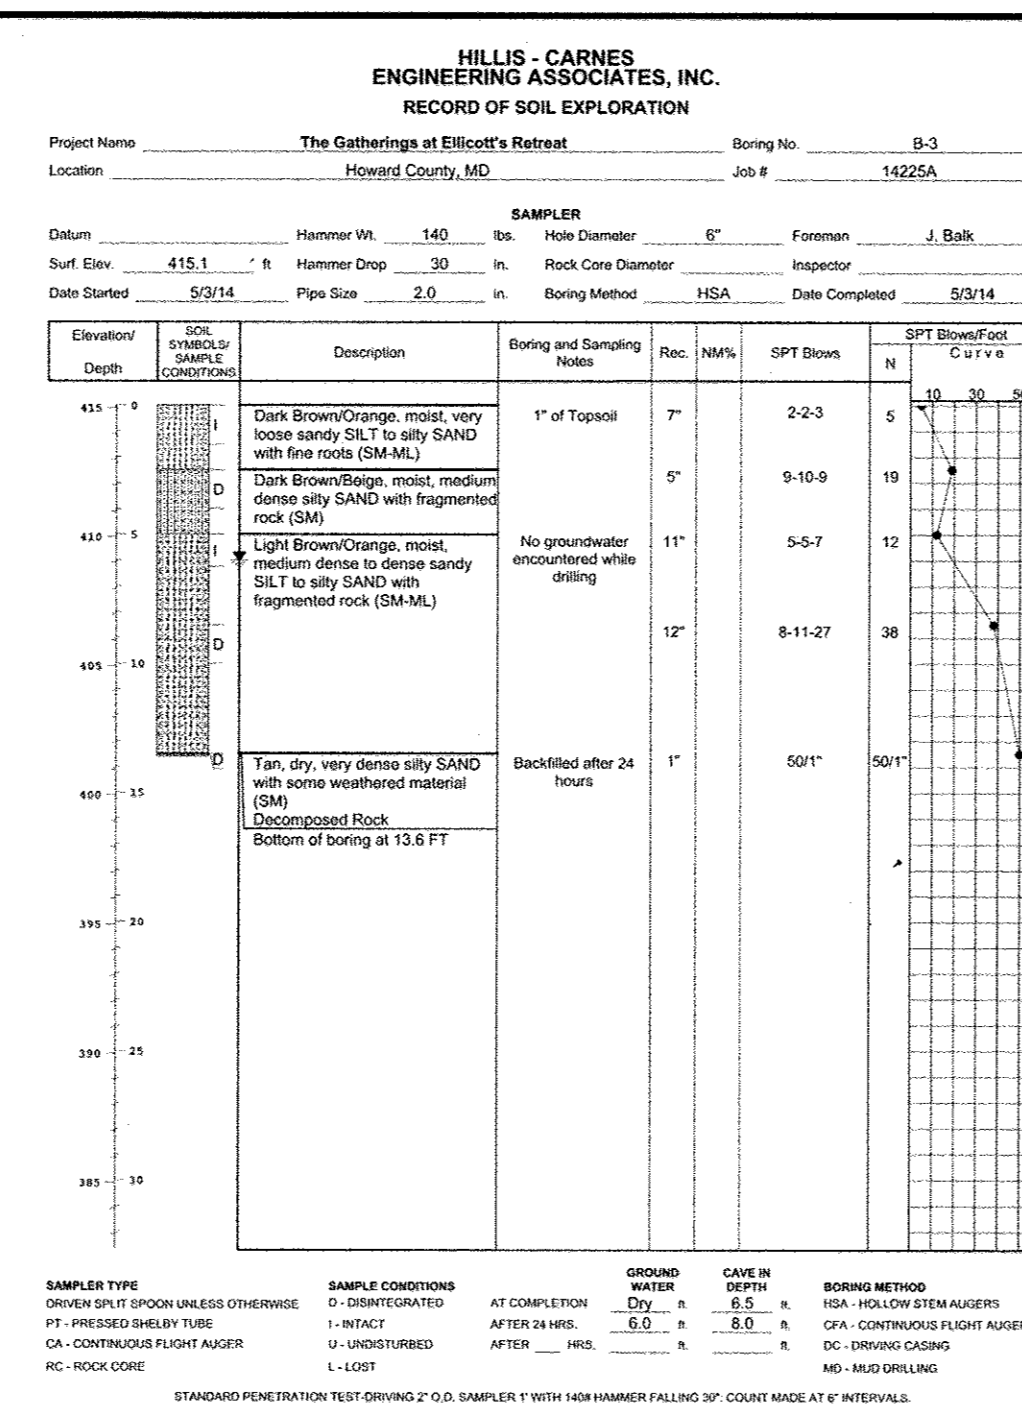 HILLIS - CARNES
ENGINEERING ASSOCIATES, INC.
RECORD OF SOIL EXPLORATION
Project Name The Gatherings at Ellicott's Retreat Boring No. B-3
Location Howard County, MD Job # 14225A
SAMPLER
Datum Hammer Wt. 140 lbs. Hole Diameter 6" Foreman J. Balk
Surf. Elev. 415.1 ft Hammer Drop 30 in. Rock Core Diameter Inspector
Date Started 5/3/14 Pipe Size 2.0 in. Boring Method HSA Date Completed 5/3/14
Elevation/
Depth
SOIL
SYMBOLS/
SAMPLE
CONDITIONS
Description
Boring and Sampling
Notes
Rec.
NM%
SPT Blows
SPT Blows/Foot
N
Curve
10 30
415 0
I
Dark Brown/Orange, moist, very
loose sandy SILT to silty SAND
with fine roots (SM-ML)
1" of Topsoil
7"
2-2-3
5
D
Dark Brown/Beige, moist, medium
dense silty SAND with fragmented
rock (SM)
5"
9-10-9
19
410 5
I
Light Brown/Orange, moist,
medium dense to dense sandy
SILT to silty SAND with
fragmented rock (SM-ML)
No groundwater
encountered while
drilling
11"
5-5-7
12
D
12"
8-11-27
38
405 10
D
Tan, dry, very dense silty SAND
with some weathered material
(SM)
Decomposed Rock
Bottom of boring at 13.6 FT
Backfilled after 24
hours
1"
50/1"
50/1"
400 15
395 20
390 25
385 30
GROUND WATER CAVE IN DEPTH
SAMPLER TYPE SAMPLE CONDITIONS BORING METHOD
DRIVEN SPLIT SPOON UNLESS OTHERWISE D - DISINTEGRATED AT COMPLETION Dry ft. 6.5 ft. HSA - HOLLOW STEM AUGERS
PT - PRESSED SHELBY TUBE I - INTACT AFTER 24 HRS. 6.0 ft. 8.0 ft. CFA - CONTINUOUS FLIGHT AUGER
CA - CONTINUOUS FLIGHT AUGER U - UNDISTURBED AFTER ___ HRS. ft. ft. DC - DRIVING CASING
RC - ROCK CORE L - LOST MD - MUD DRILLING
STANDARD PENETRATION TEST-DRIVING 2" O.D. SAMPLER 1' WITH 140# HAMMER FALLING 30": COUNT MADE AT 6" INTERVALS.